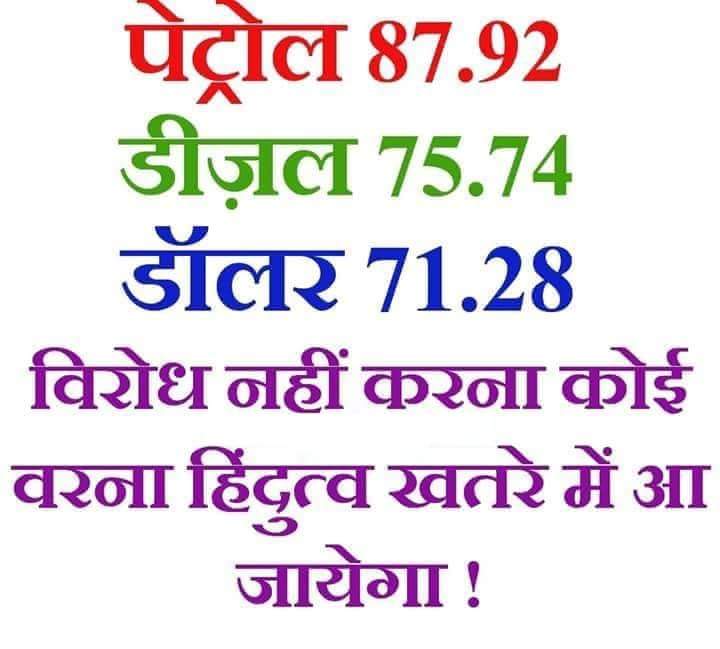 पेट्रोल 87.92
डीज़ल 75.74
डॉलर 71.28
विरोध नहीं करना कोई
वरना हिंदुत्व खतरे में आ
जायेगा !